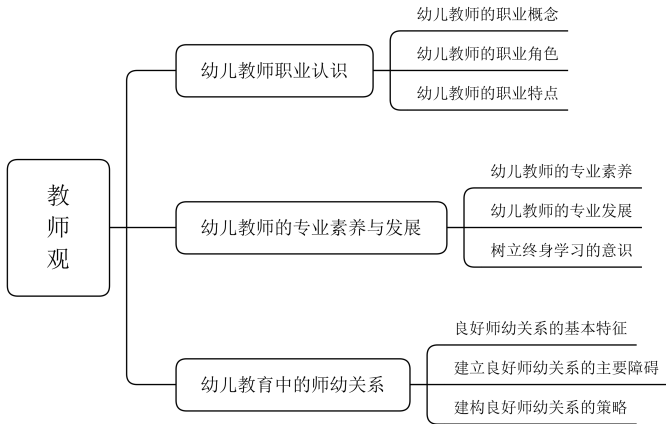 教
师
观
幼儿教师职业认识
幼儿教师的职业概念
幼儿教师的职业角色
幼儿教师的职业特点
幼儿教师的专业素养与发展
幼儿教师的专业素养
幼儿教师的专业发展
树立终身学习的意识
幼儿教育中的师幼关系
良好师幼关系的基本特征
建立良好师幼关系的主要障碍
建构良好师幼关系的策略